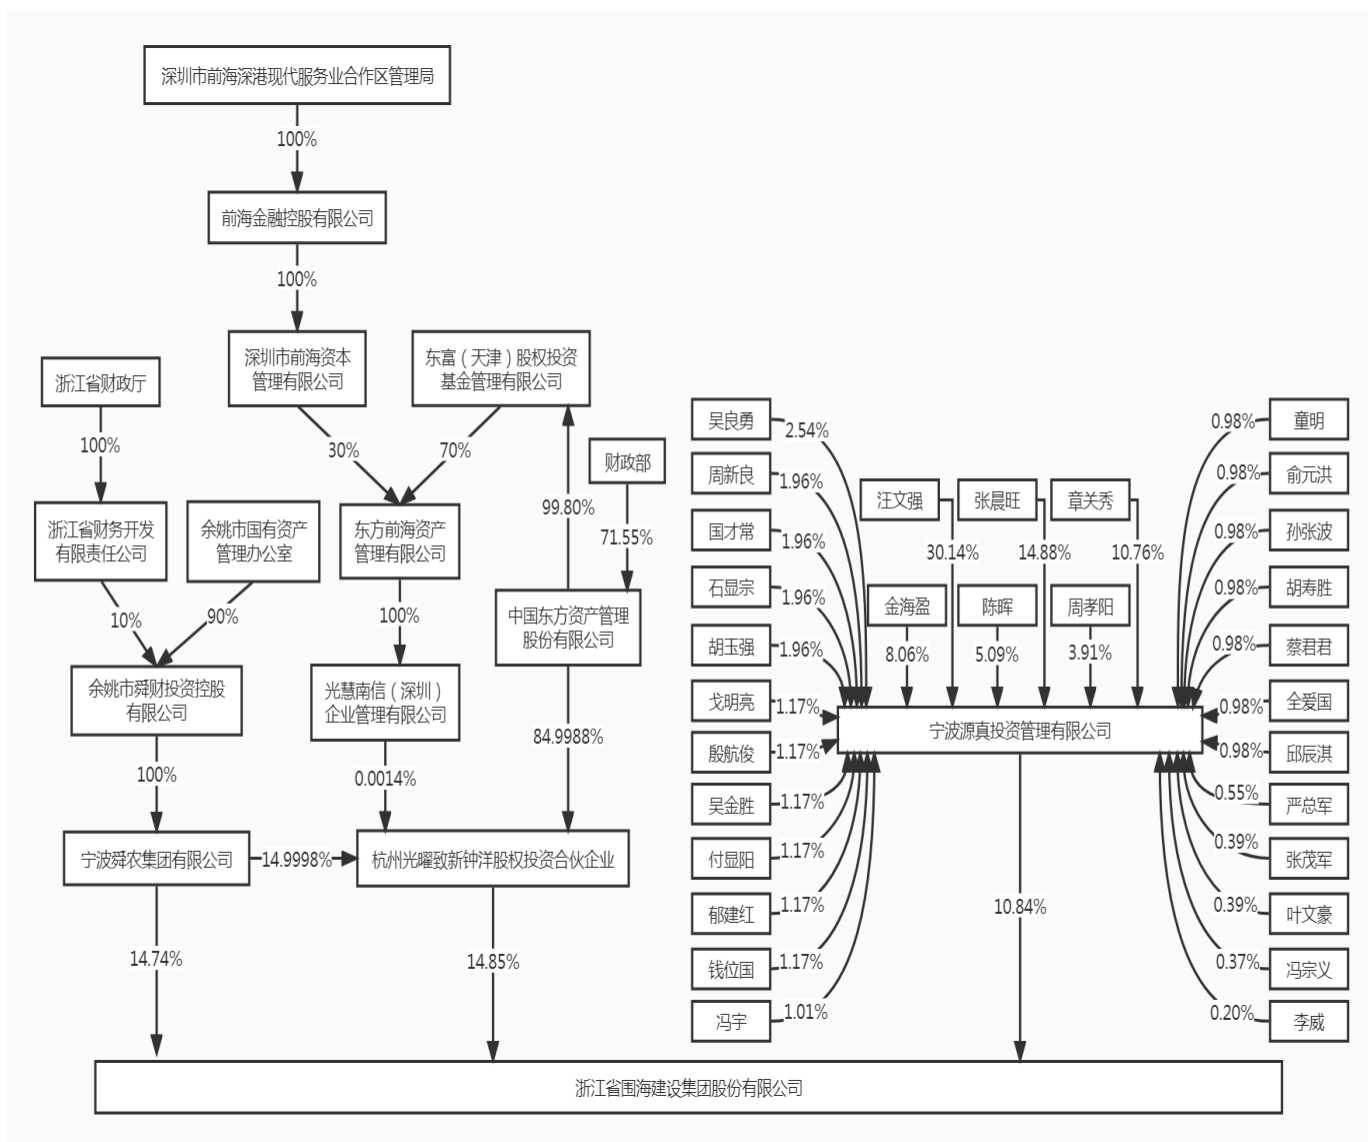 深圳市前海深港现代服务业合作区管理局
100%
前海金融控股有限公司
100%
深圳市前海资本
管理有限公司
东富（天津）股权投资
基金管理有限公司
浙江省财政厅
100%
30%
70%
财政部
99.80%
71.55%
浙江省财务开发
有限责任公司
余姚市国有资产
管理办公室
东方前海资产
管理有限公司
10%
90%
100%
中国东方资产管理
股份有限公司
余姚市舜财投资控股
有限公司
光慧南信（深圳）
企业管理有限公司
100%
0.0014%
84.9988%
宁波舜农集团有限公司
14.9998%
杭州光曜致新钟洋股权投资合伙企业
14.74%
14.85%
吴良勇
2.54%
周新良
1.96%
国才常
1.96%
石显宗
1.96%
胡玉强
1.96%
戈明亮
1.17%
殷航俊
1.17%
吴金胜
1.17%
付显阳
1.17%
郁建红
1.17%
钱位国
1.17%
冯宇
1.01%
汪文强
张晨旺
章关秀
30.14%
14.88%
10.76%
金海盈
陈晖
周孝阳
8.06%
5.09%
3.91%
宁波源真投资管理有限公司
10.84%
0.98%
童明
0.98%
俞元洪
0.98%
孙张波
0.98%
胡寿胜
0.98%
蔡君君
0.98%
全爱国
0.98%
邱辰淇
0.55%
严总军
0.39%
张茂军
0.39%
叶文豪
0.37%
冯宗义
0.20%
李威
浙江省围海建设集团股份有限公司